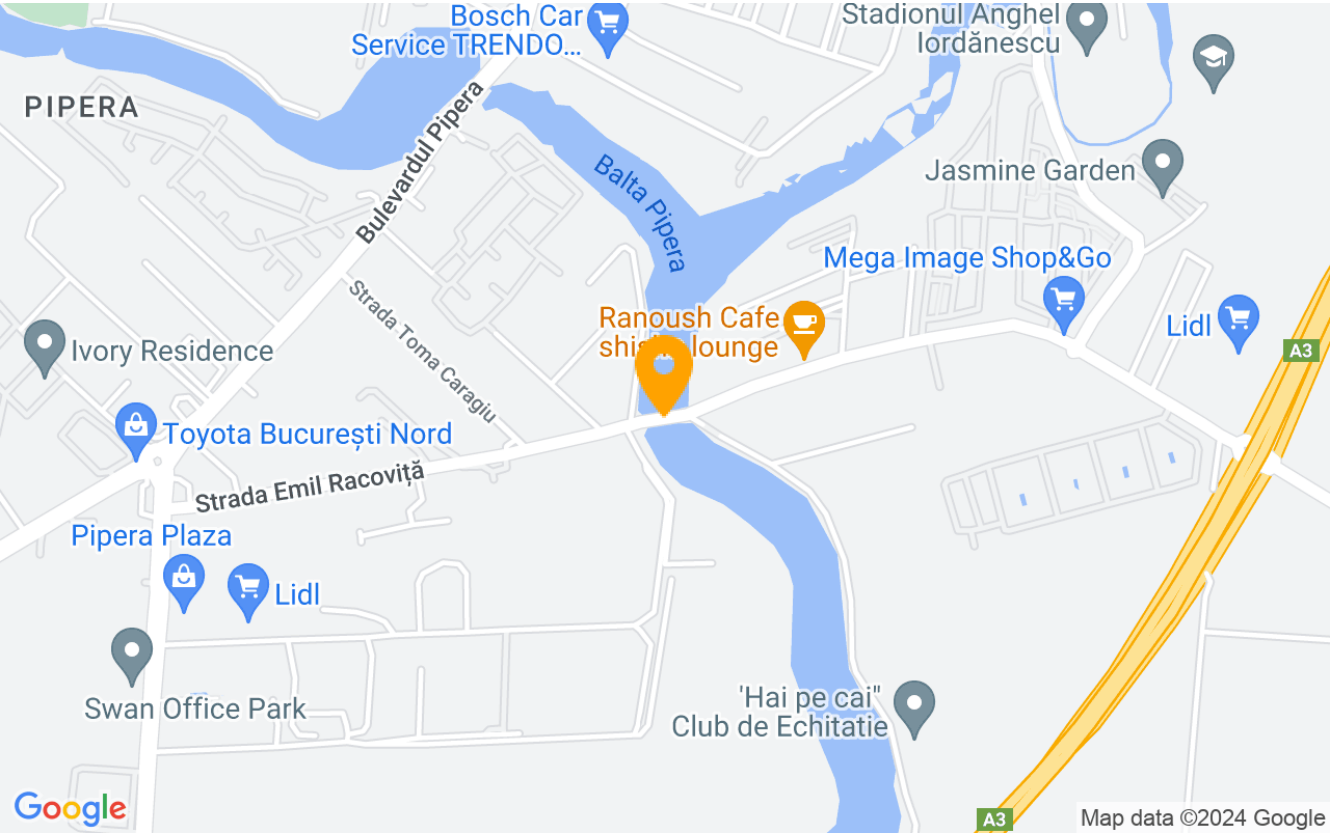 Bosch Car
Service TRENDO...
Stadionul Anghel
Iordănescu
PIPERA
Bulevardul Pipera
Balta Pipera
Jasmine Garden
Mega Image Shop&Go
Strada Toma Caragiu
Ranoush Cafe
lounge
Lidl
A3
Ivory Residence
Toyota București Nord
Strada Emil Racoviță
Pipera Plaza
Lidl
Swan Office Park
'Hai pe cai"
Club de Echitatie
Google
A3
Map data ©2024 Google